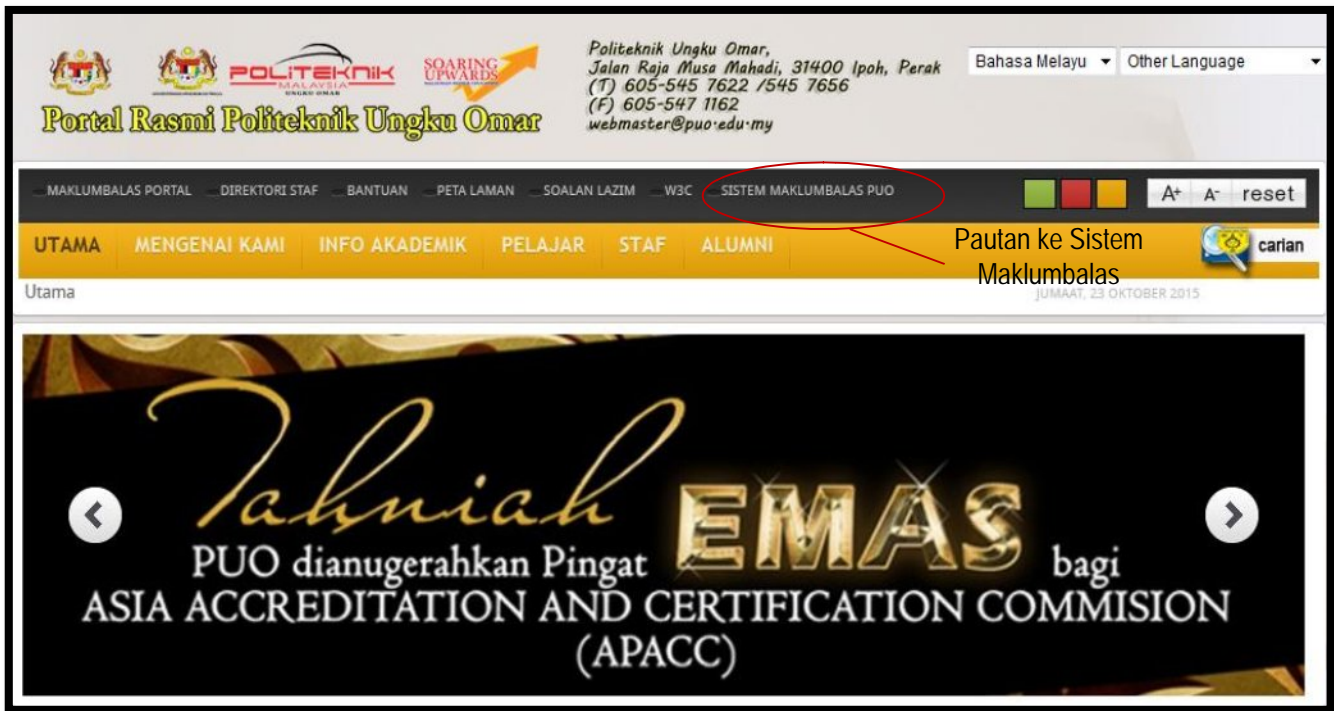 POLITEKNIK
MALAYSIA
UNGKU OMAR
SOARING
UPWARDS
Portal Rasmi Politeknik Ungku Omar
Politeknik Ungku Omar,
Jalan Raja Musa Mahadi, 31400 Ipoh, Perak
(T) 605-545 7622 /545 7656
(F) 605-547 1162
webmaster@puo·edu·my
Bahasa Melayu
Other Language
MAKLUMBALAS PORTAL DIREKTORI STAF BANTUAN PETA LAMAN SOALAN LAZIM W3C SISTEM MAKLUMBALAS PUO
A+ A- reset
UTAMA MENGENAI KAMI INFO AKADEMIK PELAJAR STAF ALUMNI
Pautan ke Sistem
Maklumbalas
carian
Utama
JUMAAT, 23 OKTOBER 2015
Tahniah
PUO dianugerahkan Pingat EMAS bagi
ASIA ACCREDITATION AND CERTIFICATION COMMISION
(APACC)